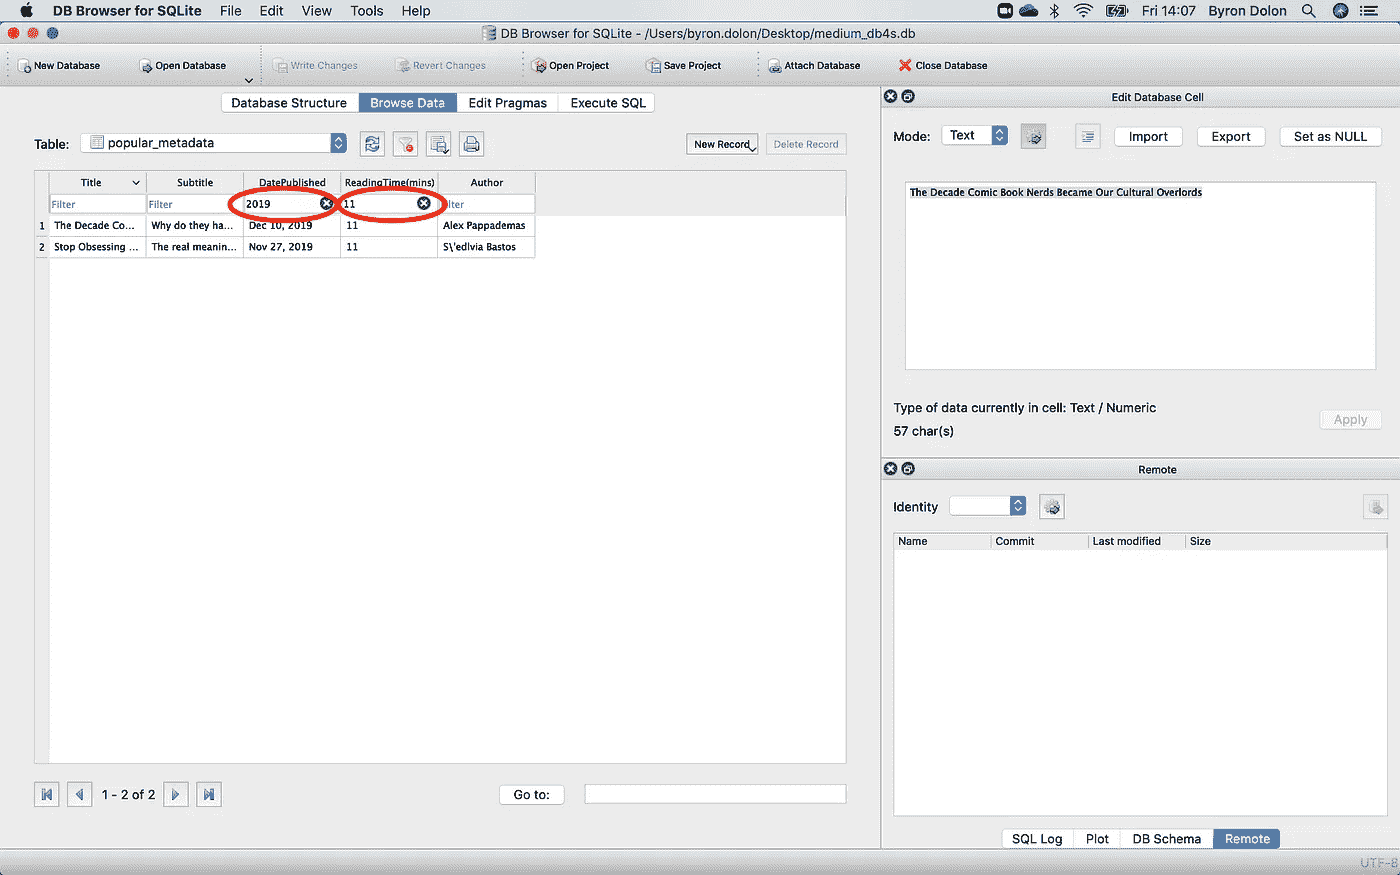 DB Browser for SQLite File Edit View Tools Help Fri 14:07 Byron Dolon
DB Browser for SQLite - /Users/byron.dolon/Desktop/medium_db4s.db
New Database Open Database Write Changes Revert Changes Open Project Save Project Attach Database Close Database
Database Structure Browse Data Edit Pragmas Execute SQL
Table: popular_metadata New Record Delete Record
Title Subtitle DatePublished ReadingTime(mins) Author
Filter Filter 2019 11 lter
1 The Decade Co... Why do they ha... Dec 10, 2019 11 Alex Pappademas
2 Stop Obsessing ... The real meanin... Nov 27, 2019 11 S\'edlvia Bastos
1 - 2 of 2 Go to:
Edit Database Cell
Mode: Text Import Export Set as NULL
The Decade Comic Book Nerds Became Our Cultural Overlords
Type of data currently in cell: Text / Numeric
57 char(s)
Apply
Remote
Identity
Name Commit Last modified Size
SQL Log Plot DB Schema Remote
UTF-8